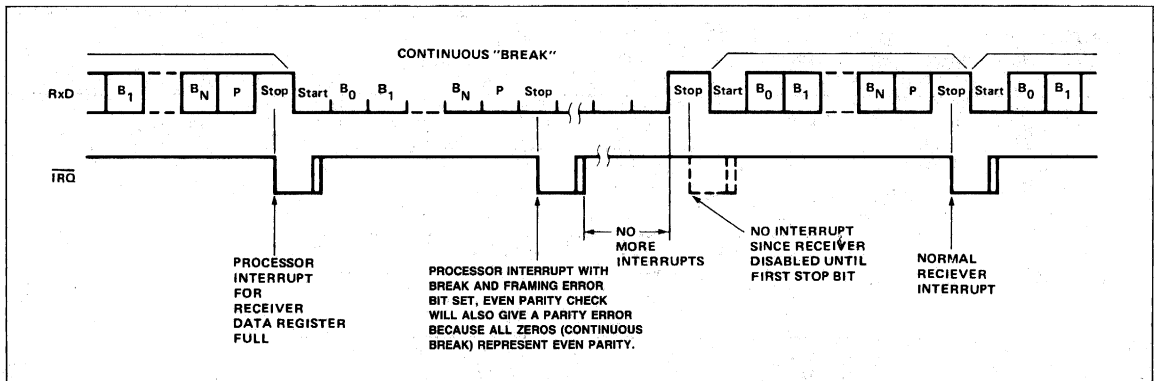 CONTINUOUS "BREAK"
RxD B1 BN P Stop Start B0 B1 BN P Stop Stop Start B0 B1 BN P Stop Start B0 B1
IRQ
PROCESSOR
INTERRUPT
FOR
RECEIVER
DATA REGISTER
FULL
PROCESSOR INTERRUPT WITH
BREAK AND FRAMING ERROR
BIT SET, EVEN PARITY CHECK
WILL ALSO GIVE A PARITY ERROR
BECAUSE ALL ZEROS (CONTINUOUS
BREAK) REPRESENT EVEN PARITY.
NO
MORE
INTERRUPTS
NO INTERRUPT
SINCE RECEIVER
DISABLED UNTIL
FIRST STOP BIT
NORMAL
RECIEVER
INTERRUPT